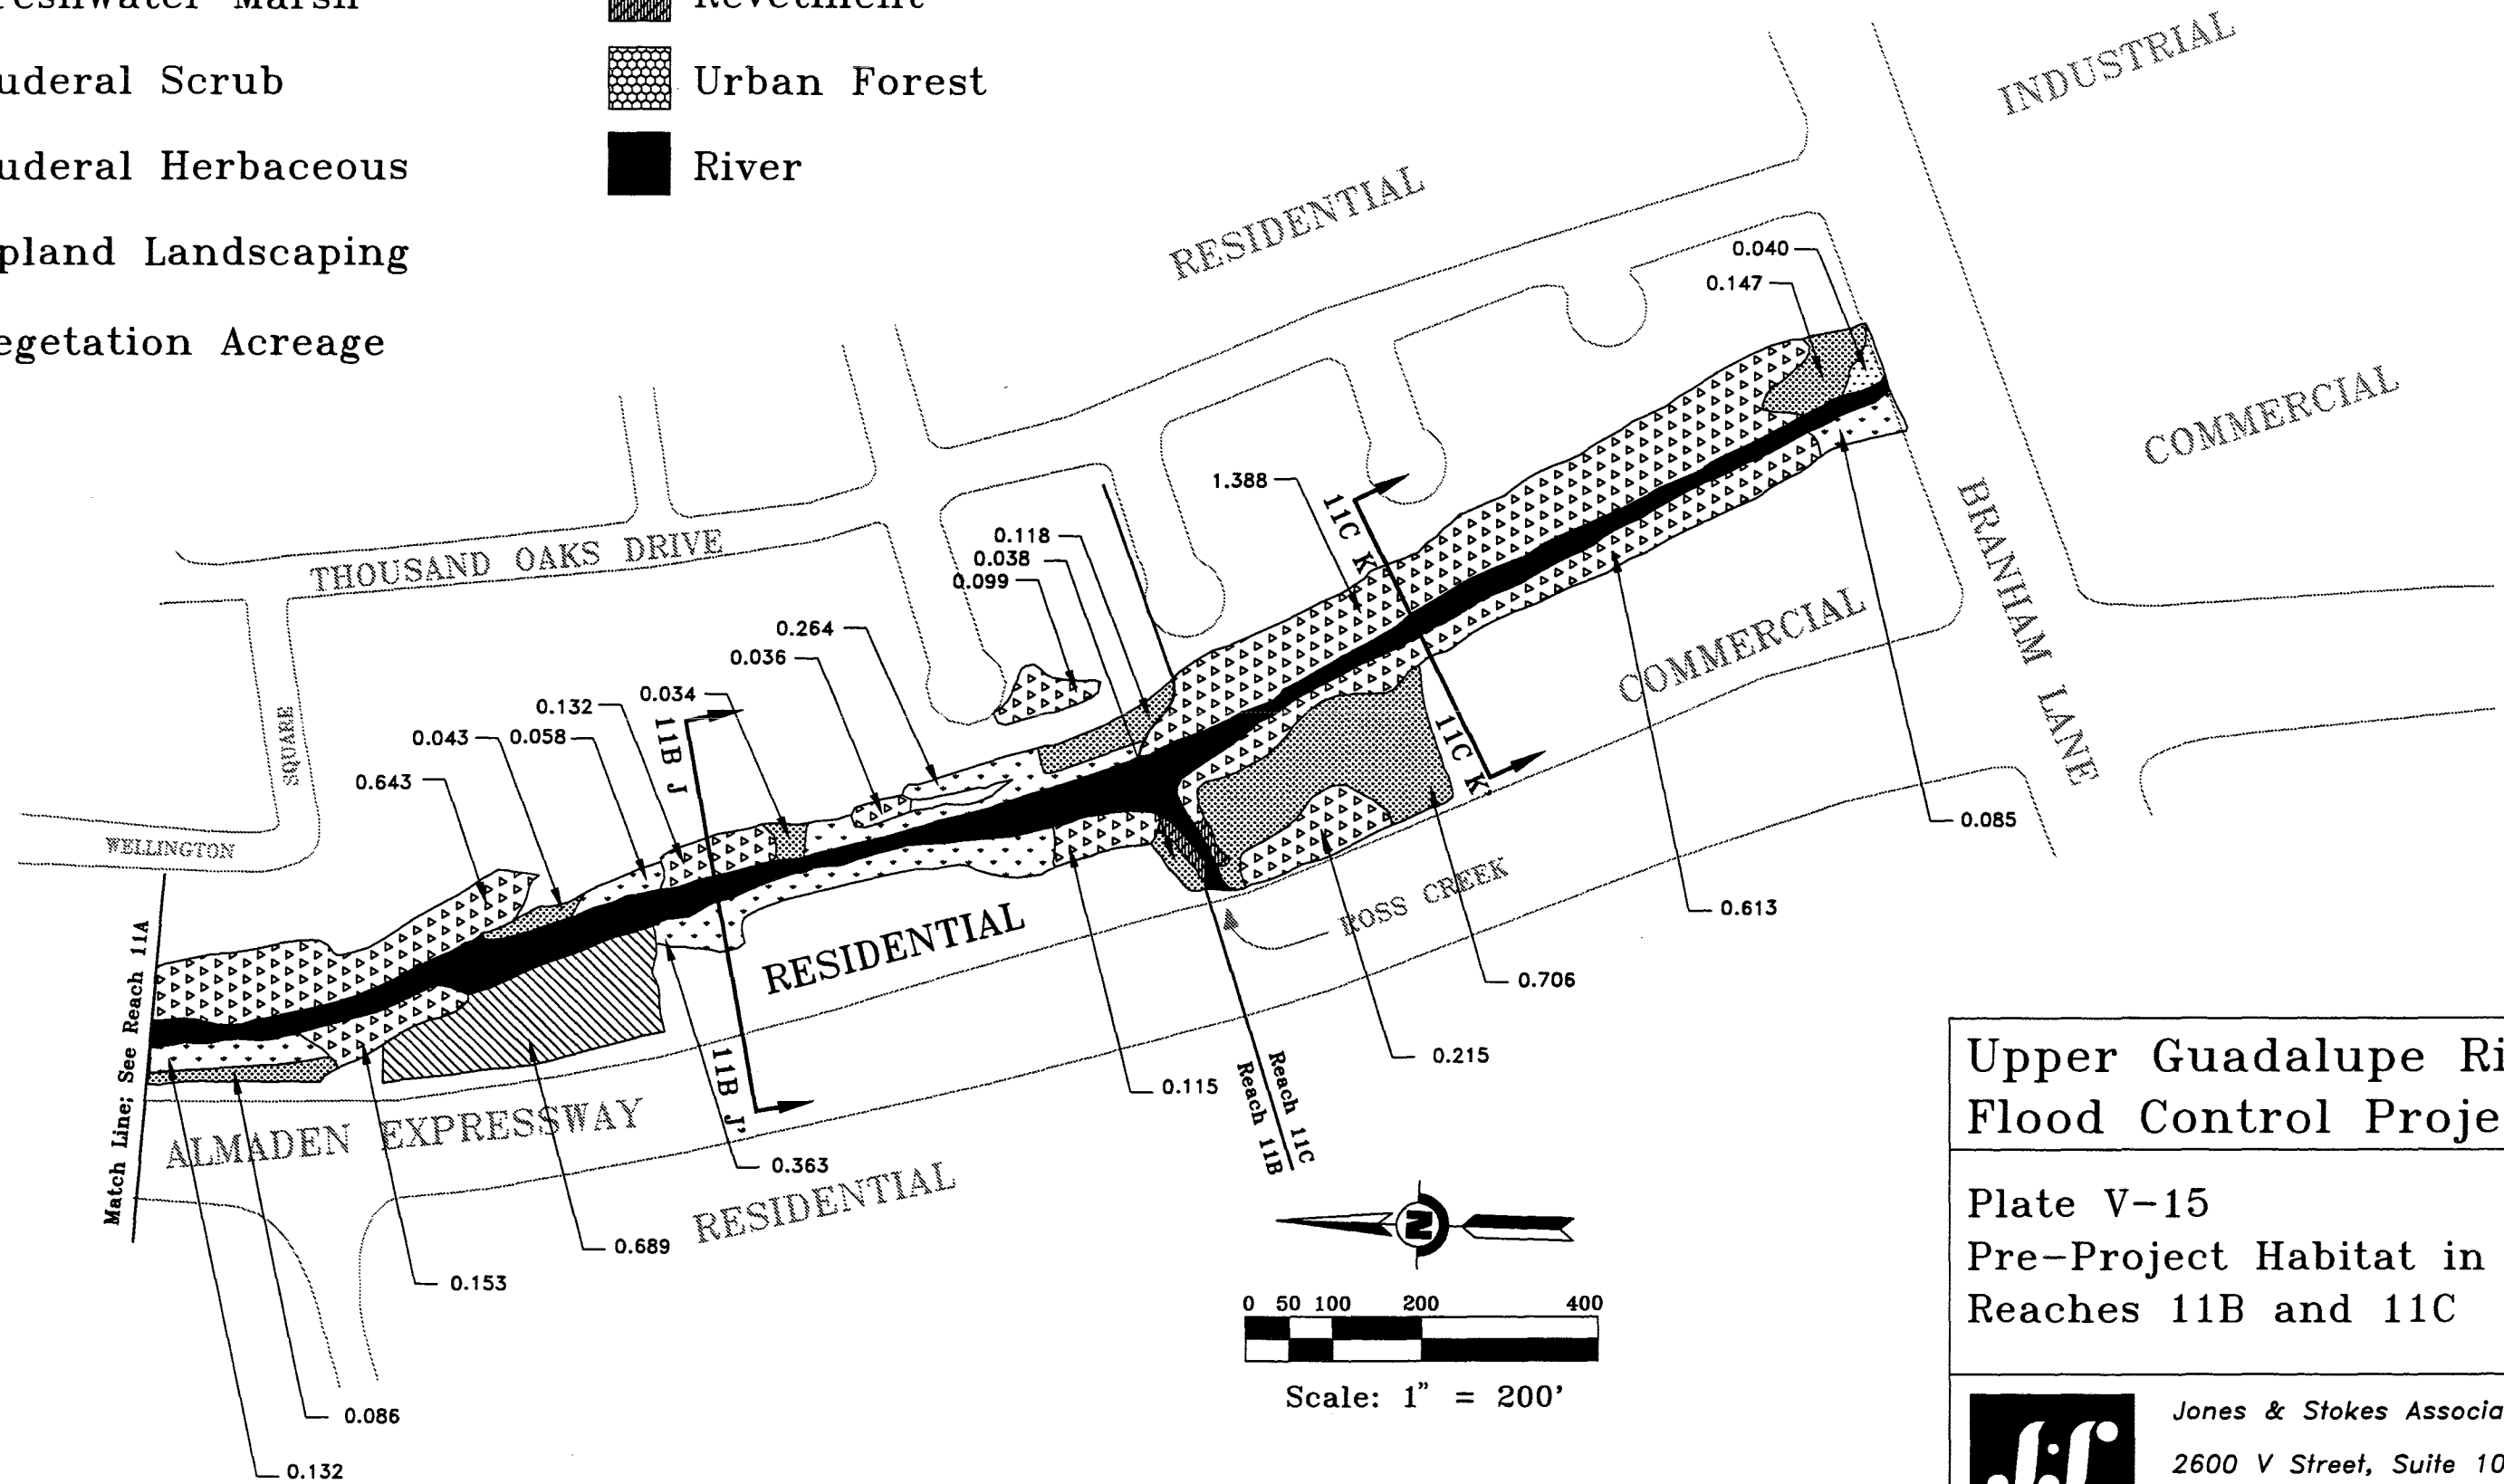 reshwater Marsh
Revetment
uderal Scrub
Urban Forest
uderal Herbaceous
River
pland Landscaping
egetation Acreage
INDUSTRIAL
RESIDENTIAL
COMMERCIAL
0.040
0.147
1.388
11C K
0.118
0.038
0.099
THOUSAND OAKS DRIVE
0.264
0.036
0.034
0.132
0.043
0.058
0.643
11B J
SQUARE
WELLINGTON
BRANHAM LANE
COMMERCIAL
11C K'
0.085
ROSS CREEK
0.613
RESIDENTIAL
0.706
0.215
0.115
Reach 11C
Reach 11B
Match Line; See Reach 11A
ALMADEN EXPRESSWAY
11B J'
0.363
RESIDENTIAL
0.689
0.153
0.086
0.132
N
0 50 100 200 400
Scale: 1" = 200'
Upper Guadalupe Ri
Flood Control Proje
Plate V-15
Pre-Project Habitat in
Reaches 11B and 11C
Jones & Stokes Associa
2600 V Street, Suite 10